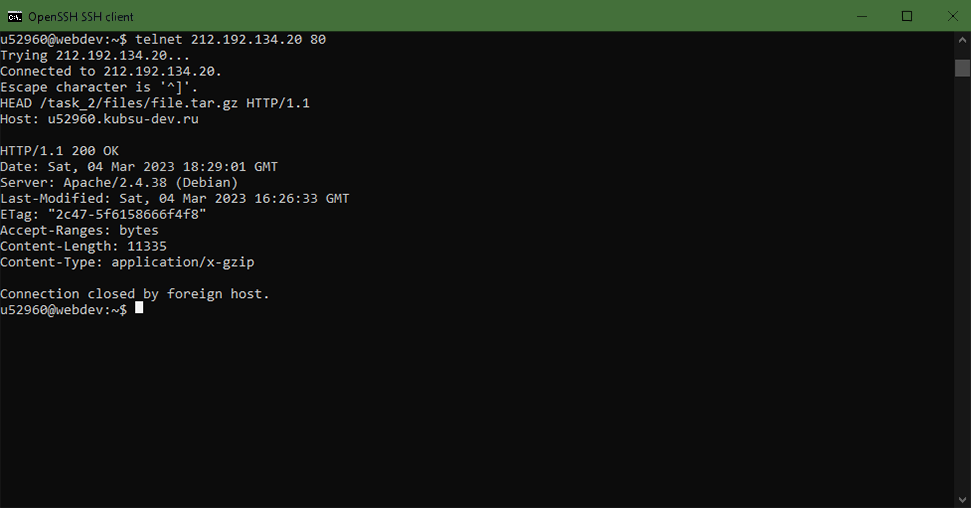 OpenSSH SSH client
u52960@webdev:~$ telnet 212.192.134.20 80
Trying 212.192.134.20...
Connected to 212.192.134.20.
Escape character is '^]'.
HEAD /task_2/files/file.tar.gz HTTP/1.1
Host: u52960.kubsu-dev.ru
HTTP/1.1 200 OK
Date: Sat, 04 Mar 2023 18:29:01 GMT
Server: Apache/2.4.38 (Debian)
Last-Modified: Sat, 04 Mar 2023 16:26:33 GMT
ETag: "2c47-5f6158666f4f8"
Accept-Ranges: bytes
Content-Length: 11335
Content-Type: application/x-gzip
Connection closed by foreign host.
u52960@webdev:~$